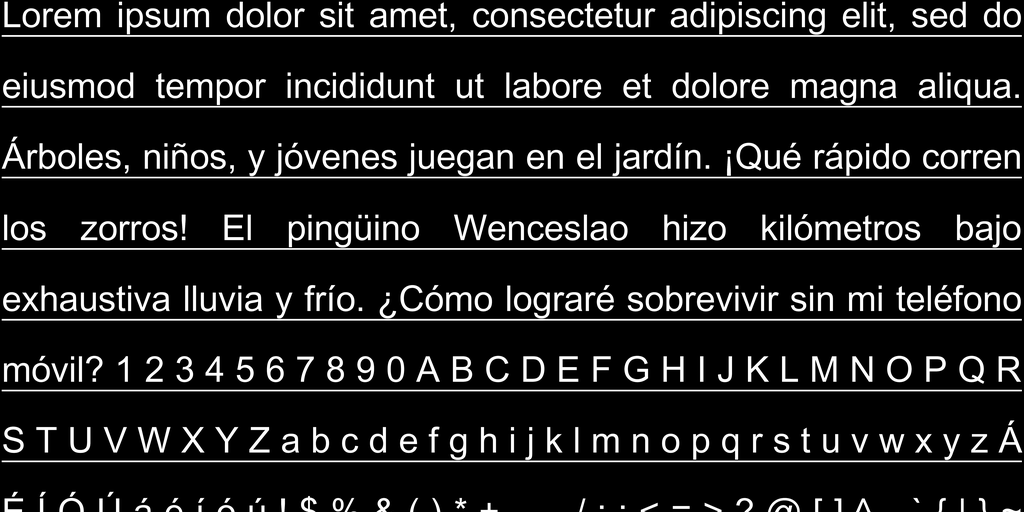 Lorem ipsum dolor sit amet, consectetur adipiscing elit, sed do
eiusmod tempor incididunt ut labore et dolore magna aliqua.
Árboles, niños, y jóvenes juegan en el jardín. ¡Qué rápido corren
los zorros! El pingüino Wenceslao hizo kilómetros bajo
exhaustiva lluvia y frío. ¿Cómo lograré sobrevivir sin mi teléfono
móvil? 1 2 3 4 5 6 7 8 9 0 A B C D E F G H I J K L M N O P Q R
S T U V W X Y Z a b c d e f g h i j k l m n o p q r s t u v w x y z Á
É Í Ó Ú á é í ó ú ! $ % & ( ) * + / : ; < = > ? @ [ ] ` { | } ~